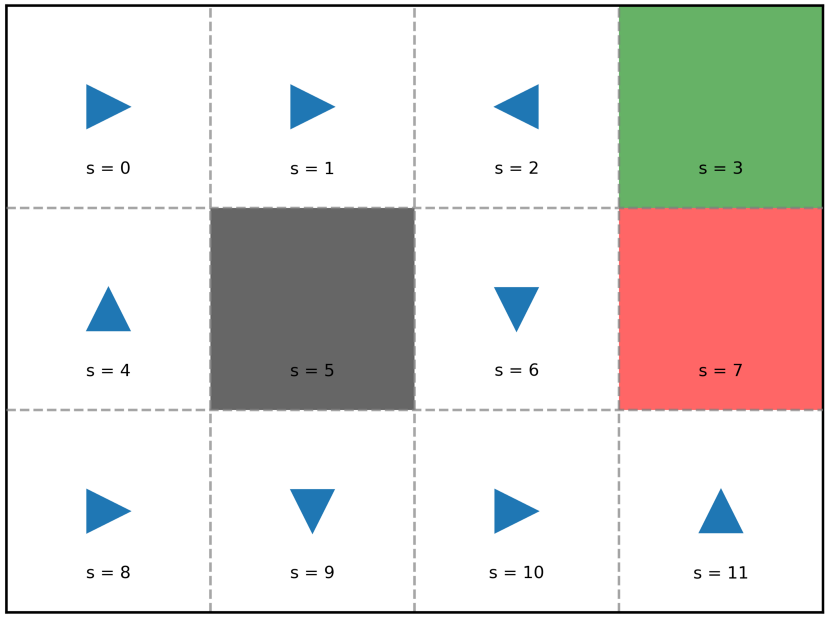 s = 0
s = 1
s = 2
s = 3
s = 4
s = 5
s = 6
s = 7
s = 8
s = 9
s = 10
s = 11